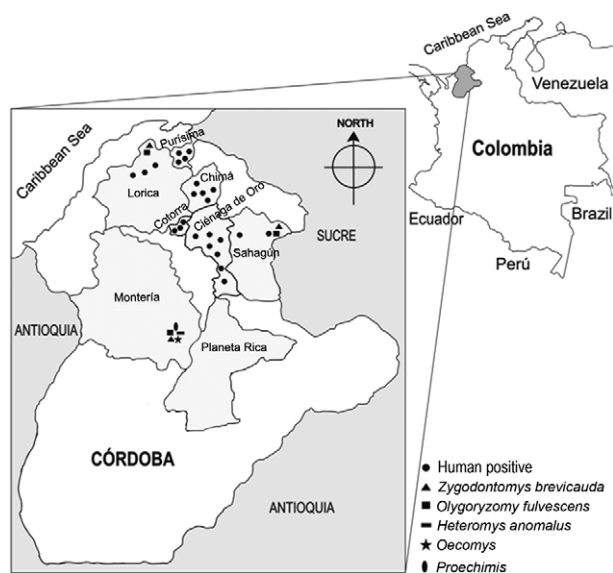 Caribbean Sea
Venezuela
Colombia
Ecuador
Brazil
Perú
Caribbean Sea
NORTH
Purísima
Lorica
Chimá
Cotorra
Ciénaga de Oro
Sahagún
SUCRE
Montería
ANTIOQUIA
Planeta Rica
CÓRDOBA
ANTIOQUIA
Human positive
Zygodontomys brevicauda
Olygoryzomy fulvescens
Heteromys anomalus
Oecomys
Proechimis